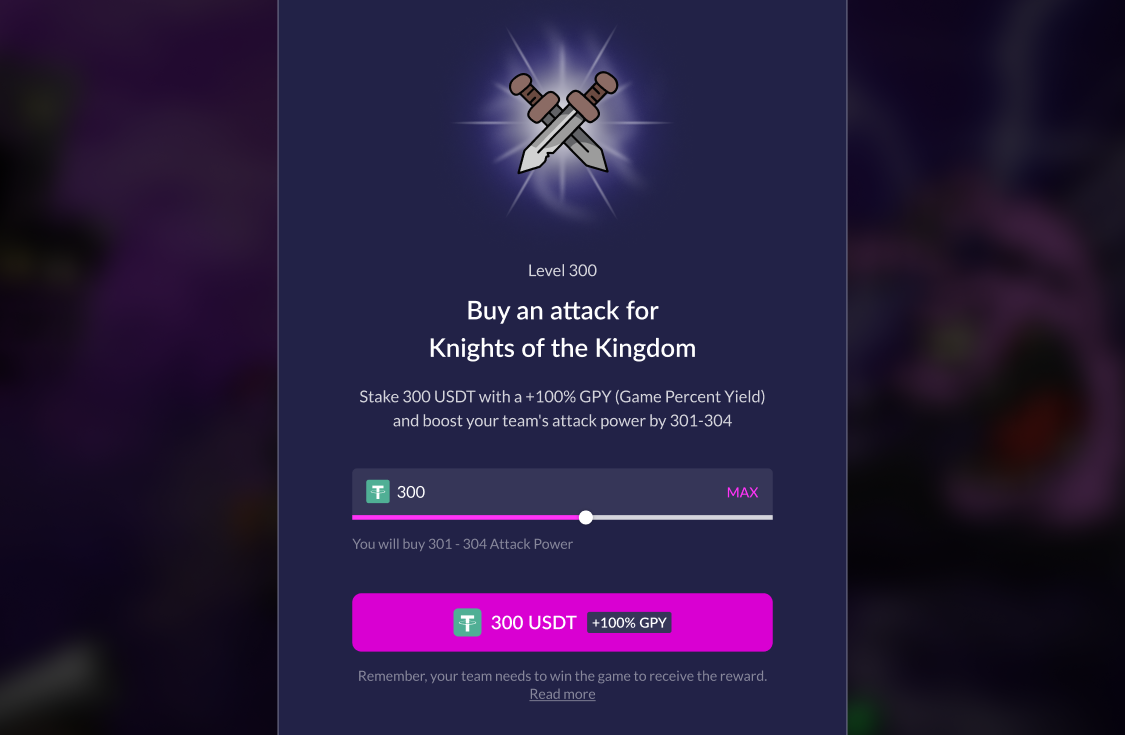 Level 300
Buy an attack for
Knights of the Kingdom
Stake 300 USDT with a +100% GPY (Game Percent Yield)
and boost your team's attack power by 301-304
300 MAX
You will buy 301 - 304 Attack Power
300 USDT +100% GPY
Remember, your team needs to win the game to receive the reward.
Read more